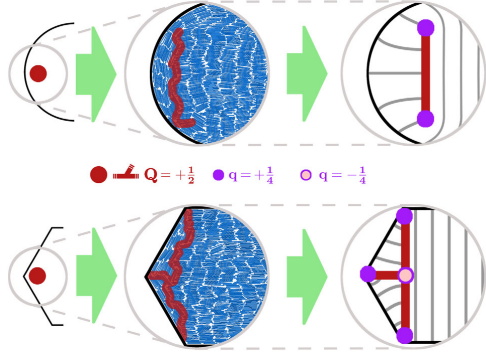 Q = +1/2 q = +1/4 q = −1/4